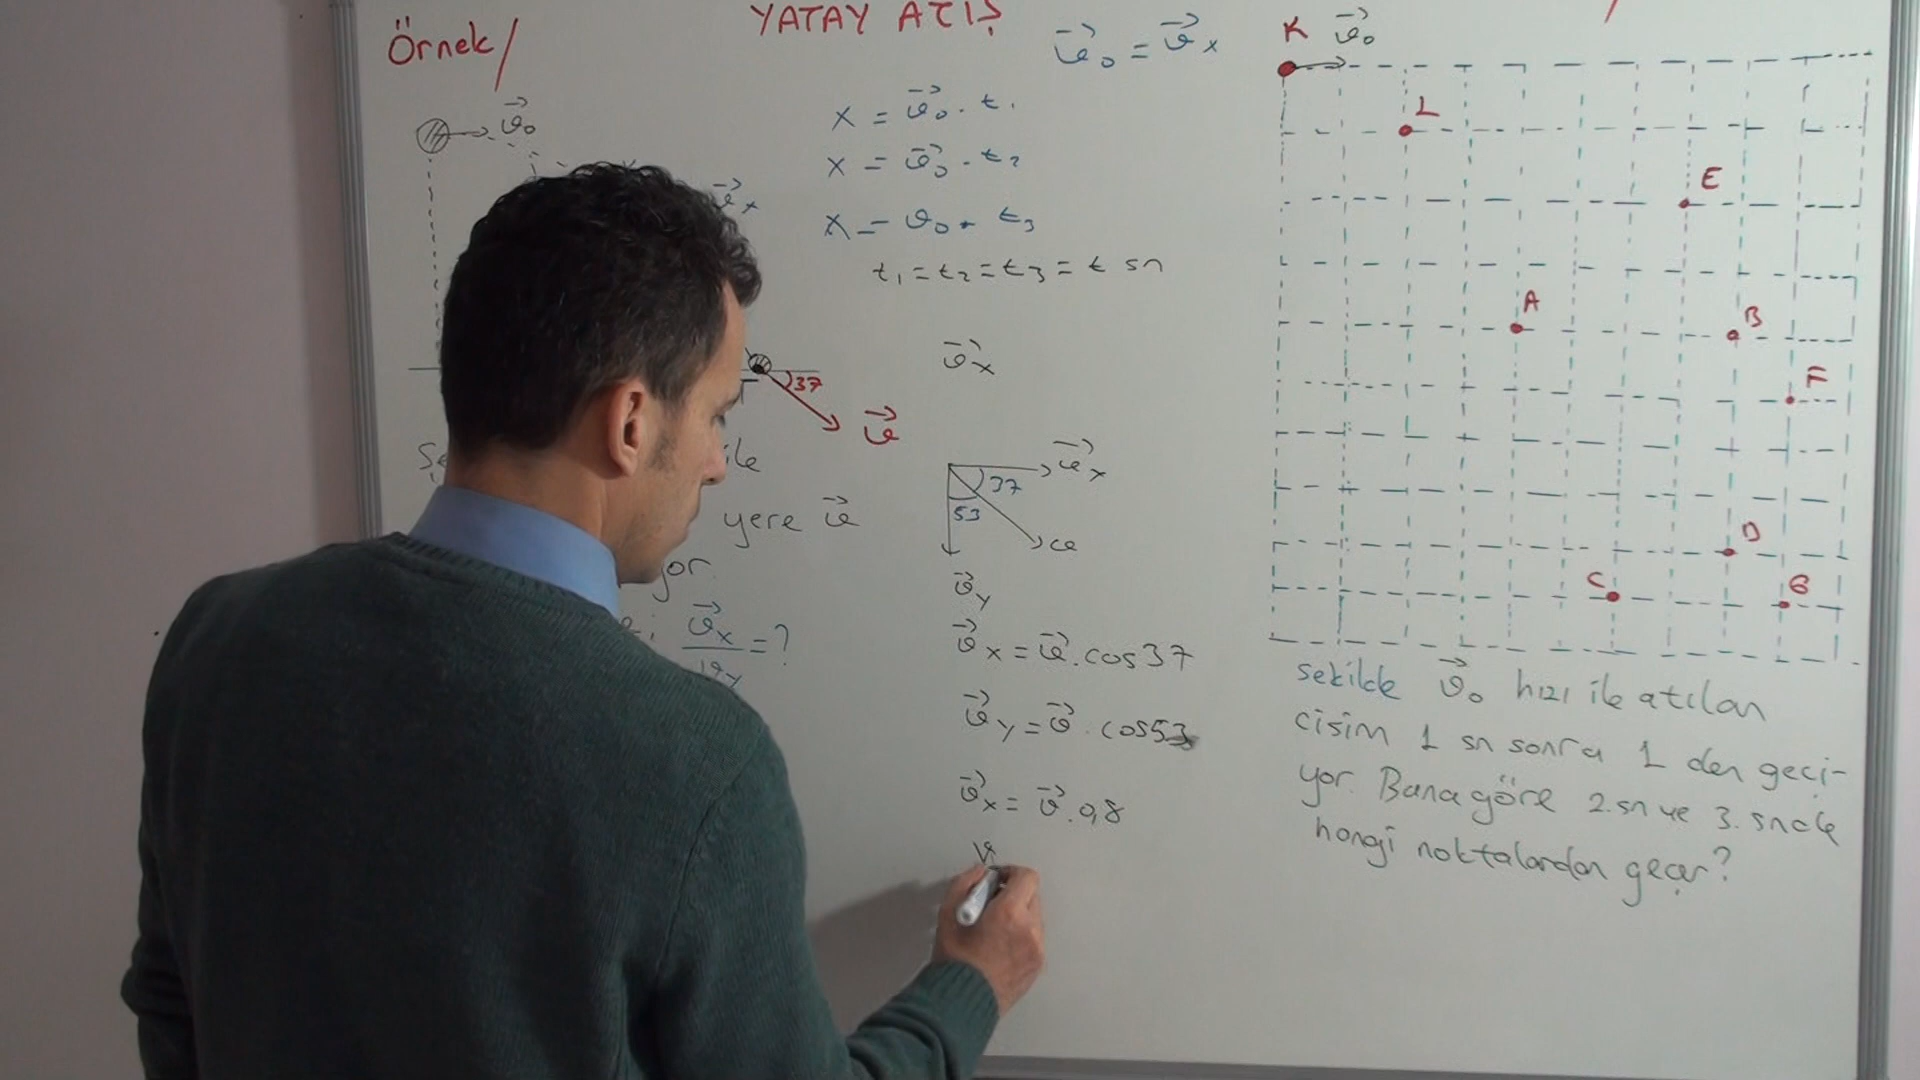 YATAY ATIŞ
Örnek/
v⃗₀
v⃗ₓ
37
v⃗
ile
yere v⃗
v⃗ₓ/vᵧ = ?
v⃗₀ = v⃗ₓ
x = v⃗₀ . t₁
x = v⃗₀ . t₂
x = v₀ . t₃
t₁ = t₂ = t₃ = t sn
v⃗ₓ
v⃗ₓ
37
53
v
v⃗ᵧ
v⃗ₓ = v⃗ . cos37
v⃗ᵧ = v⃗ . cos53
v⃗ₓ = v⃗ . 0,8
v
K v⃗₀
L
E
A
B
F
D
C
G
şekilde v⃗₀ hızı ile atılan
cisim 1 sn sonra L den geçi-
yor. Buna göre 2.sn ve 3.snde
hangi noktalardan geçer?